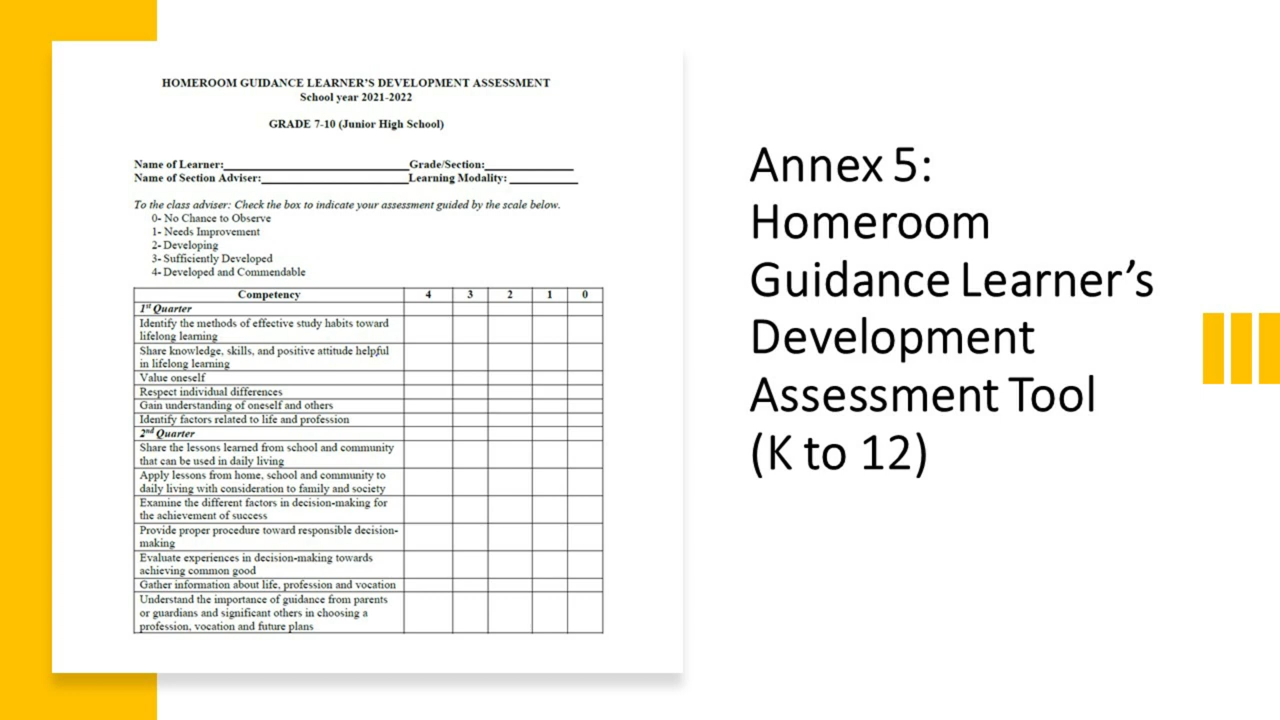 HOMEROOM GUIDANCE LEARNER'S DEVELOPMENT ASSESSMENT
School year 2021-2022
GRADE 7-10 (Junior High School)
Name of Learner:____________________Grade/Section:__________
Name of Section Adviser:________________Learning Modality: ________
To the class adviser: Check the box to indicate your assessment guided by the scale below.
0- No Chance to Observe
1- Needs Improvement
2- Developing
3- Sufficiently Developed
4- Developed and Commendable
Competency 4 3 2 1 0
1st Quarter
Identify the methods of effective study habits toward
lifelong learning
Share knowledge, skills, and positive attitude helpful
in lifelong learning
Value oneself
Respect individual differences
Gain understanding of oneself and others
Identify factors related to life and profession
2nd Quarter
Share the lessons learned from school and community
that can be used in daily living
Apply lessons from home, school and community to
daily living with consideration to family and society
Examine the different factors in decision-making for
the achievement of success
Provide proper procedure toward responsible decision-
making
Evaluate experiences in decision-making towards
achieving common good
Gather information about life, profession and vocation
Understand the importance of guidance from parents
or guardians and significant others in choosing a
profession, vocation and future plans
Annex 5:
Homeroom
Guidance Learner’s
Development
Assessment Tool
(K to 12)